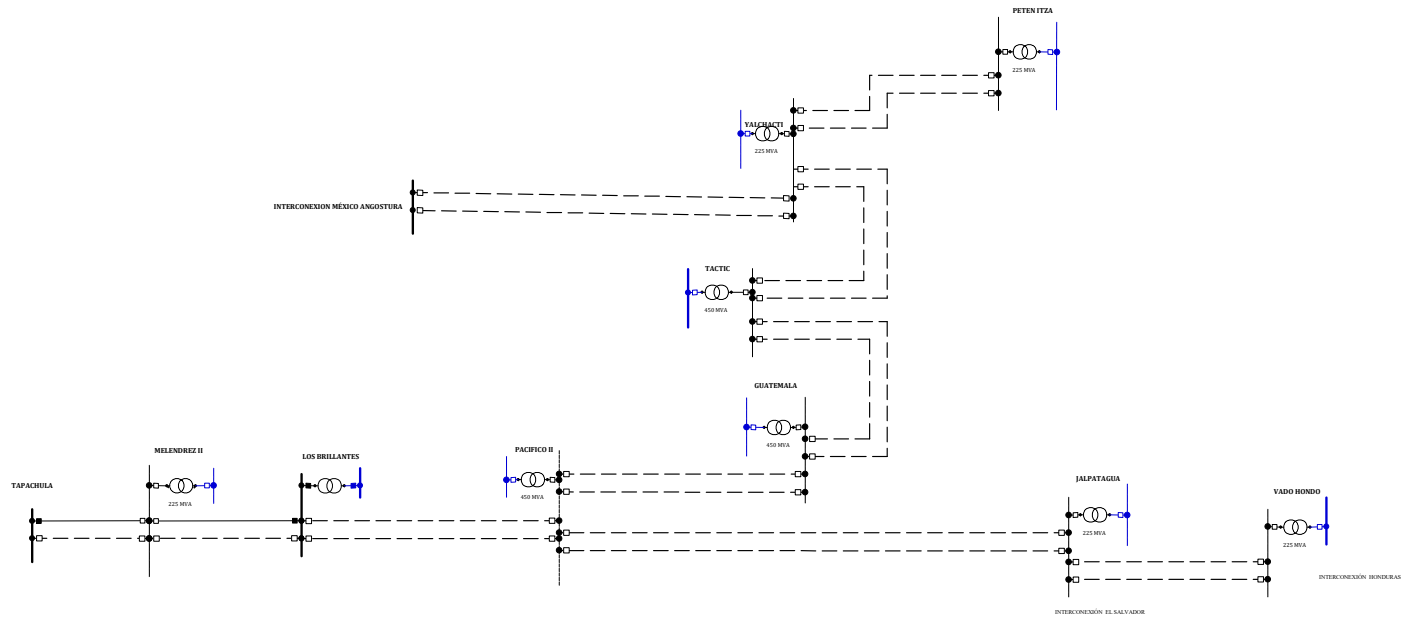 PETEN ITZA
225 MVA
YALCHACTI
225 MVA
INTERCONEXION MÉXICO ANGOSTURA
TACTIC
450 MVA
GUATEMALA
450 MVA
MELENDREZ II
225 MVA
LOS BRILLANTES
PACIFICO II
450 MVA
TAPACHULA
JALPATAGUA
225 MVA
VADO HONDO
225 MVA
INTERCONEXIÓN HONDURAS
INTERCONEXIÓN EL SALVADOR